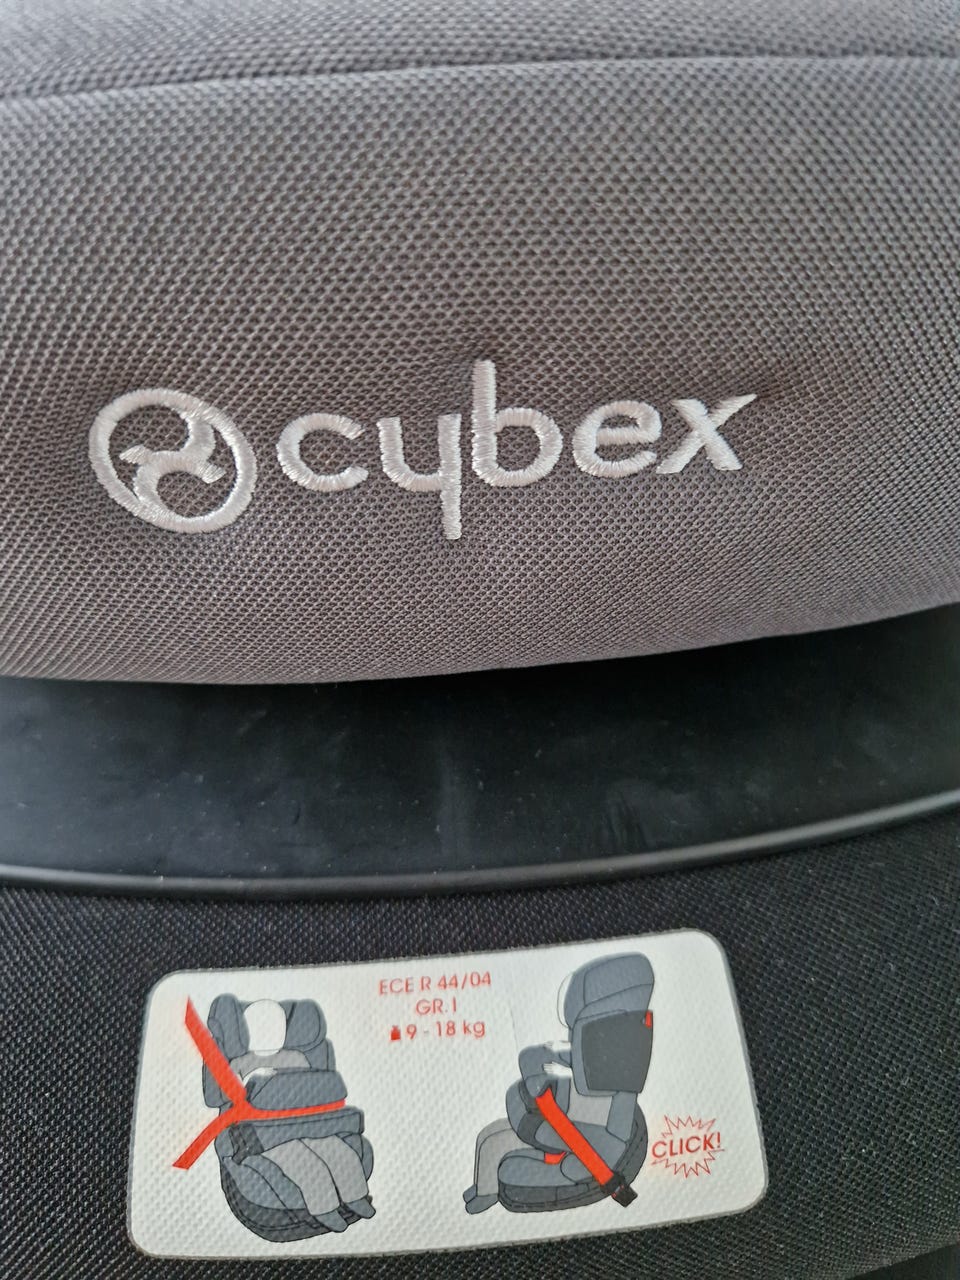 cybex
ECE R 44/04
GR. I
9 - 18 kg
CLICK!